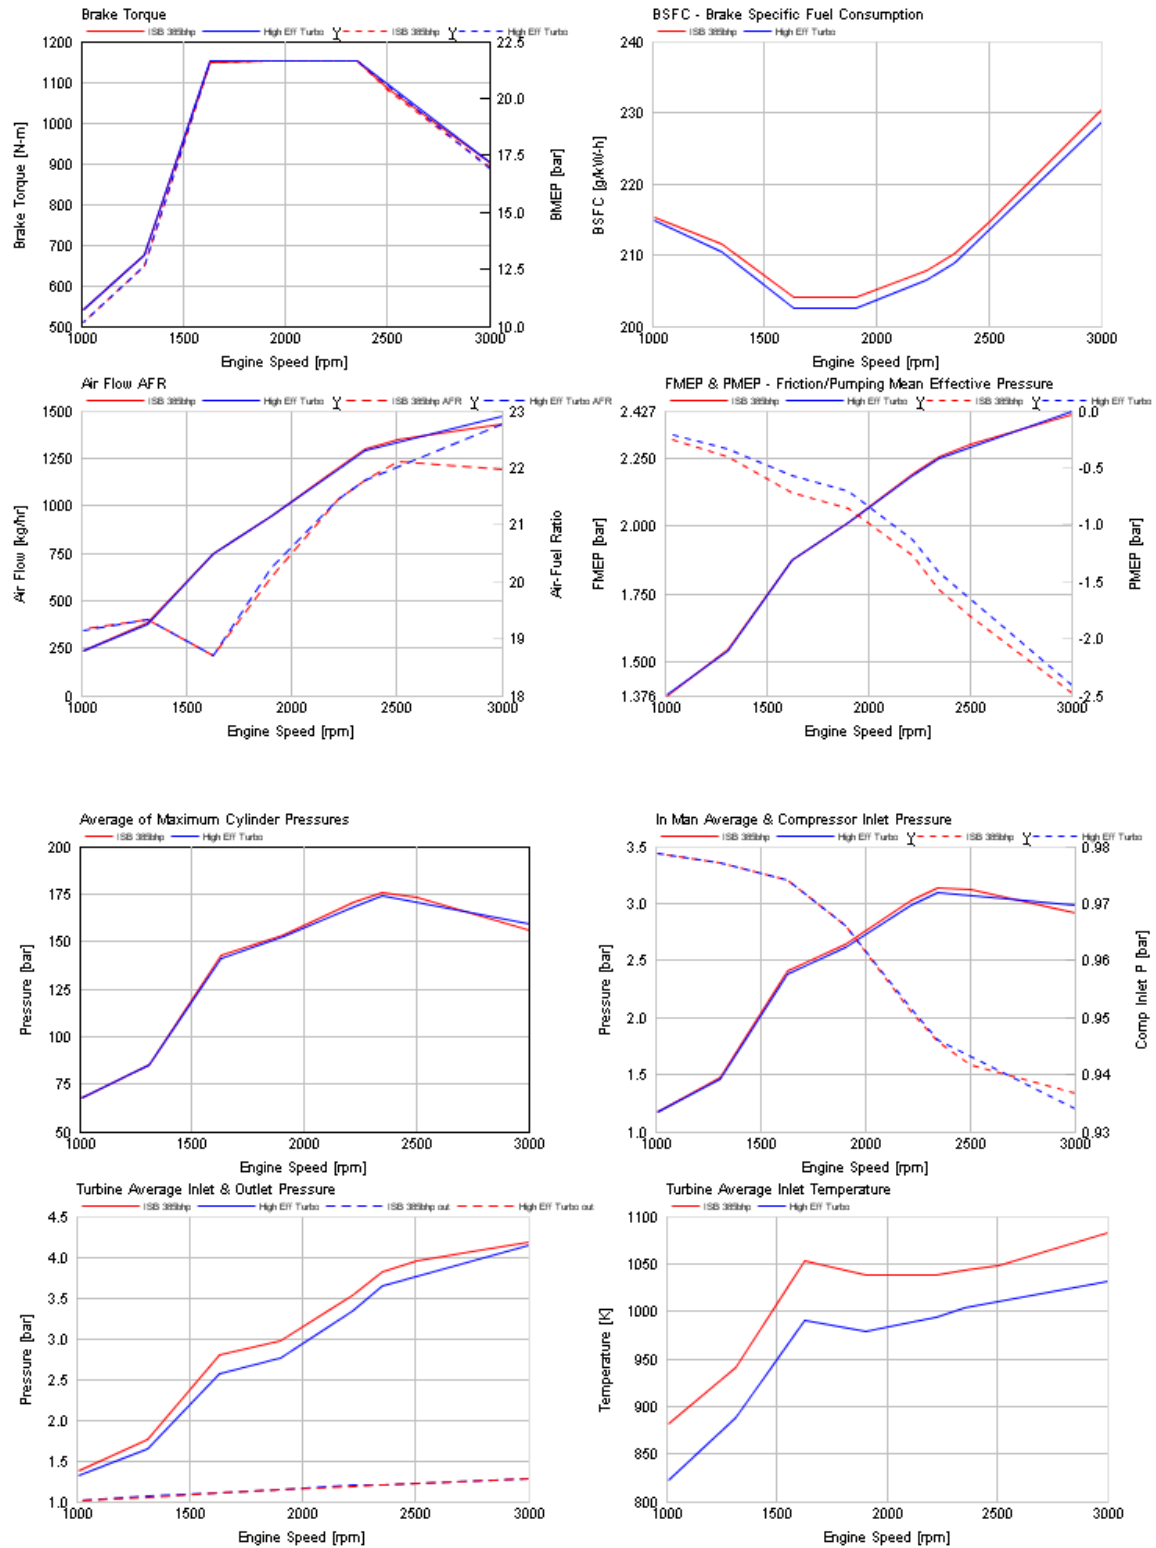 Brake Torque
ISB 385bhp High Eff Turbo Y ISB 385bhp Y High Eff Turbo
1200 1100 1000 900 800 700 600 500
22.5 20.0 17.5 15.0 12.5 10.0
1000 1500 2000 2500 3000
Brake Torque [N-m]
BMEP [bar]
Engine Speed [rpm]
BSFC - Brake Specific Fuel Consumption
ISB 385bhp High Eff Turbo
240 230 220 210 200
1000 1500 2000 2500 3000
BSFC [g/kW-h]
Engine Speed [rpm]
Air Flow AFR
ISB 385bhp High Eff Turbo Y ISB 385bhp AFR Y High Eff Turbo AFR
1500 1250 1000 750 500 250 0
23 22 21 20 19 18
1000 1500 2000 2500 3000
Air Flow [kg/hr]
Air-Fuel Ratio
Engine Speed [rpm]
FMEP & PMEP - Friction/Pumping Mean Effective Pressure
ISB 385bhp High Eff Turbo Y ISB 385bhp Y High Eff Turbo
2.427 2.250 2.000 1.750 1.500 1.376
0.0 -0.5 -1.0 -1.5 -2.0 -2.5
1000 1500 2000 2500 3000
FMEP [bar]
PMEP [bar]
Engine Speed [rpm]
Average of Maximum Cylinder Pressures
ISB 385bhp High Eff Turbo
200 175 150 125 100 75 50
1000 1500 2000 2500 3000
Pressure [bar]
Engine Speed [rpm]
In Man Average & Compressor Inlet Pressure
ISB 385bhp High Eff Turbo Y ISB 385bhp Y High Eff Turbo
3.5 3.0 2.5 2.0 1.5 1.0
0.98 0.97 0.96 0.95 0.94 0.93
1000 1500 2000 2500 3000
Pressure [bar]
Comp Inlet P [bar]
Engine Speed [rpm]
Turbine Average Inlet & Outlet Pressure
ISB 385bhp High Eff Turbo ISB 385bhp out High Eff Turbo out
4.5 4.0 3.5 3.0 2.5 2.0 1.5 1.0
1000 1500 2000 2500 3000
Pressure [bar]
Engine Speed [rpm]
Turbine Average Inlet Temperature
ISB 385bhp High Eff Turbo
1100 1050 1000 950 900 850 800
1000 1500 2000 2500 3000
Temperature [K]
Engine Speed [rpm]